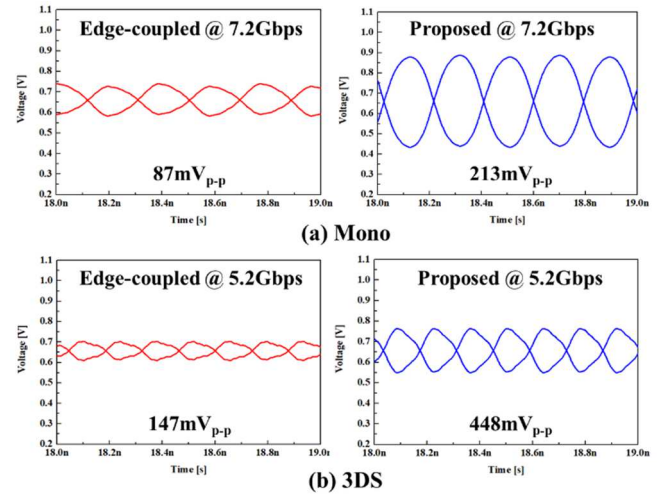 Edge-coupled @ 7.2Gbps
Proposed @ 7.2Gbps
Voltage [V]
1.1
1.0
0.9
0.8
0.7
0.6
0.5
0.4
0.3
0.2
87mVp-p
18.0n 18.2n 18.4n 18.6n 18.8n 19.0n
Time [s]
Voltage [V]
1.1
1.0
0.9
0.8
0.7
0.6
0.5
0.4
0.3
0.2
213mVp-p
18.0n 18.2n 18.4n 18.6n 18.8n 19.0n
Time [s]
(a) Mono
Edge-coupled @ 5.2Gbps
Proposed @ 5.2Gbps
Voltage [V]
1.1
1.0
0.9
0.8
0.7
0.6
0.5
0.4
0.3
0.2
147mVp-p
18.0n 18.2n 18.4n 18.6n 18.8n 19.0n
Time [s]
Voltage [V]
1.1
1.0
0.9
0.8
0.7
0.6
0.5
0.4
0.3
0.2
448mVp-p
18.0n 18.2n 18.4n 18.6n 18.8n 19.0n
Time [s]
(b) 3DS